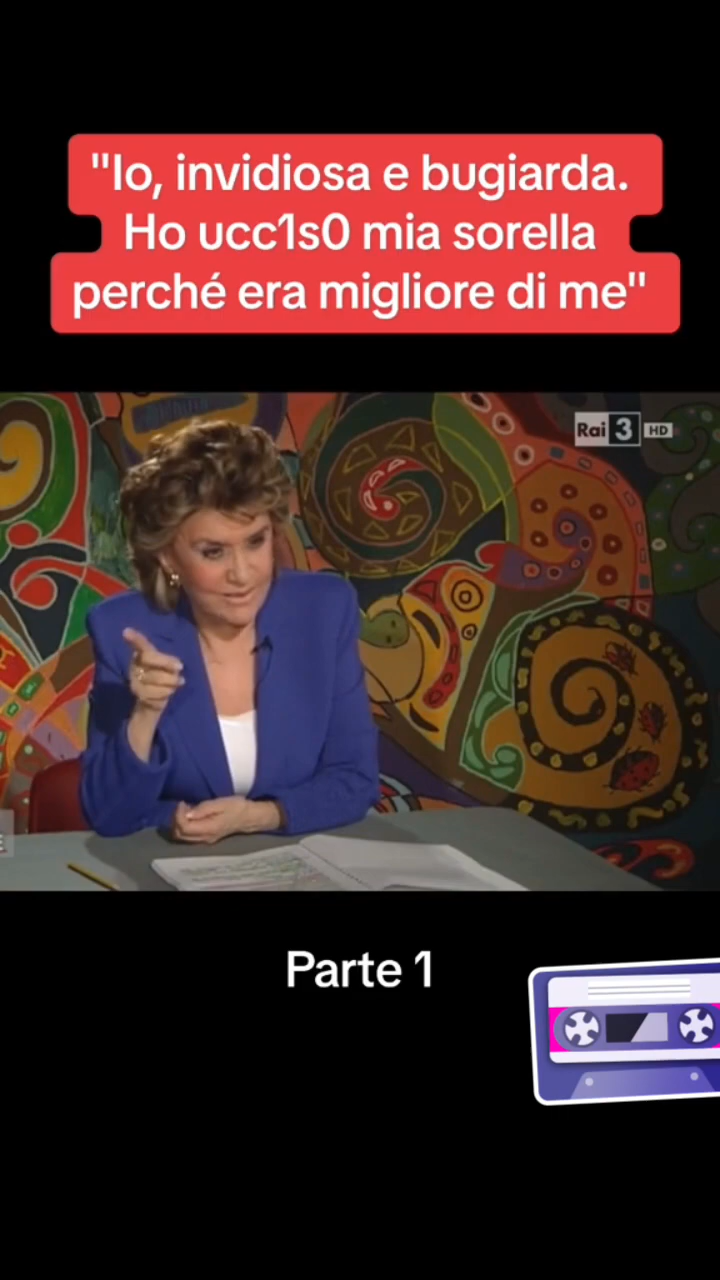 "Io, invidiosa e bugiarda.
Ho ucc1s0 mia sorella
perché era migliore di me"
Rai 3 HD
Parte 1